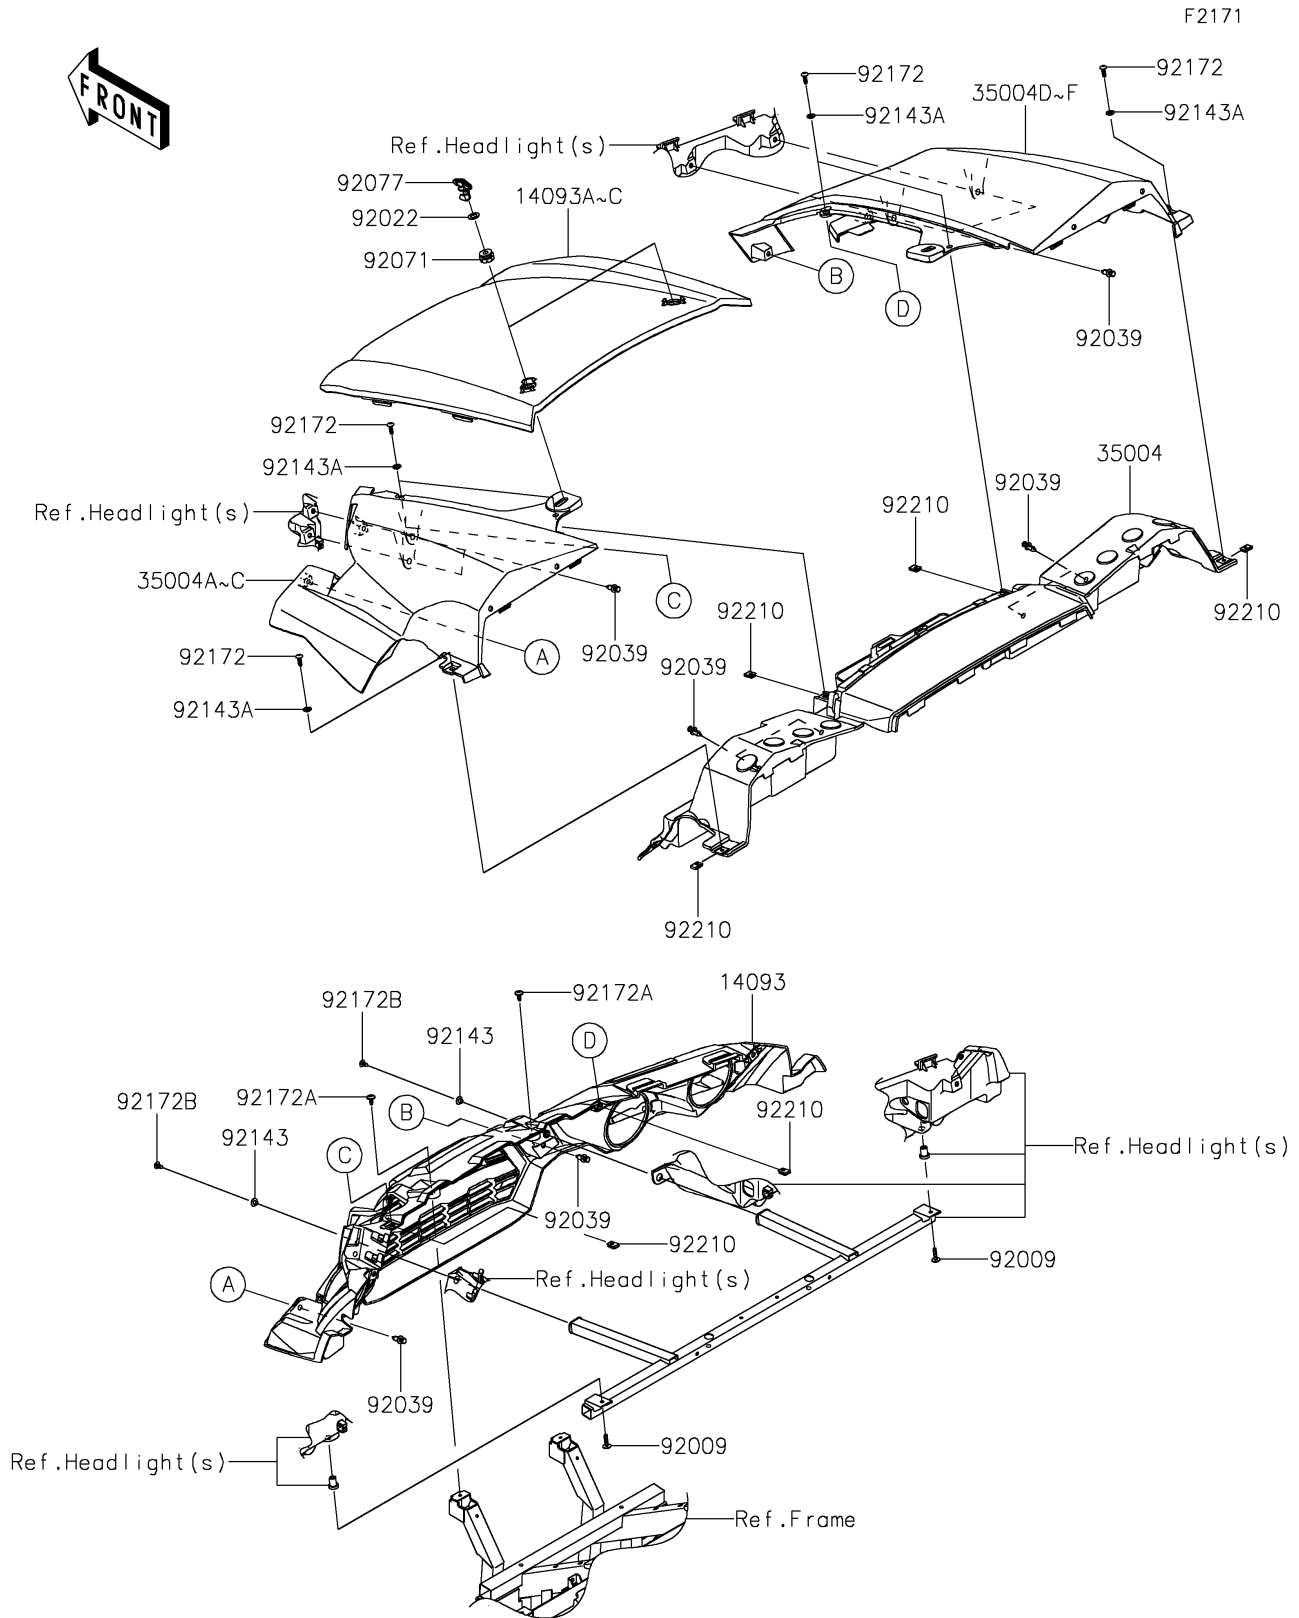 F2171
FRONT
92172
92172
35004D~F
92143A
92143A
Ref.Headlight(s)
92077
14093A~C
92022
92071
B
D
92039
92172
35004
92143A
92039
92210
Ref.Headlight(s)
35004A~C
C
92210
92210
92172
A
92039
92039
92143A
92210
92172B
92172A
14093
92143
D
92172B
92172A
B
92210
92143
C
Ref.Headlight(s)
92039
92210
92009
A
Ref.Headlight(s)
92039
92009
Ref.Headlight(s)
Ref.Frame